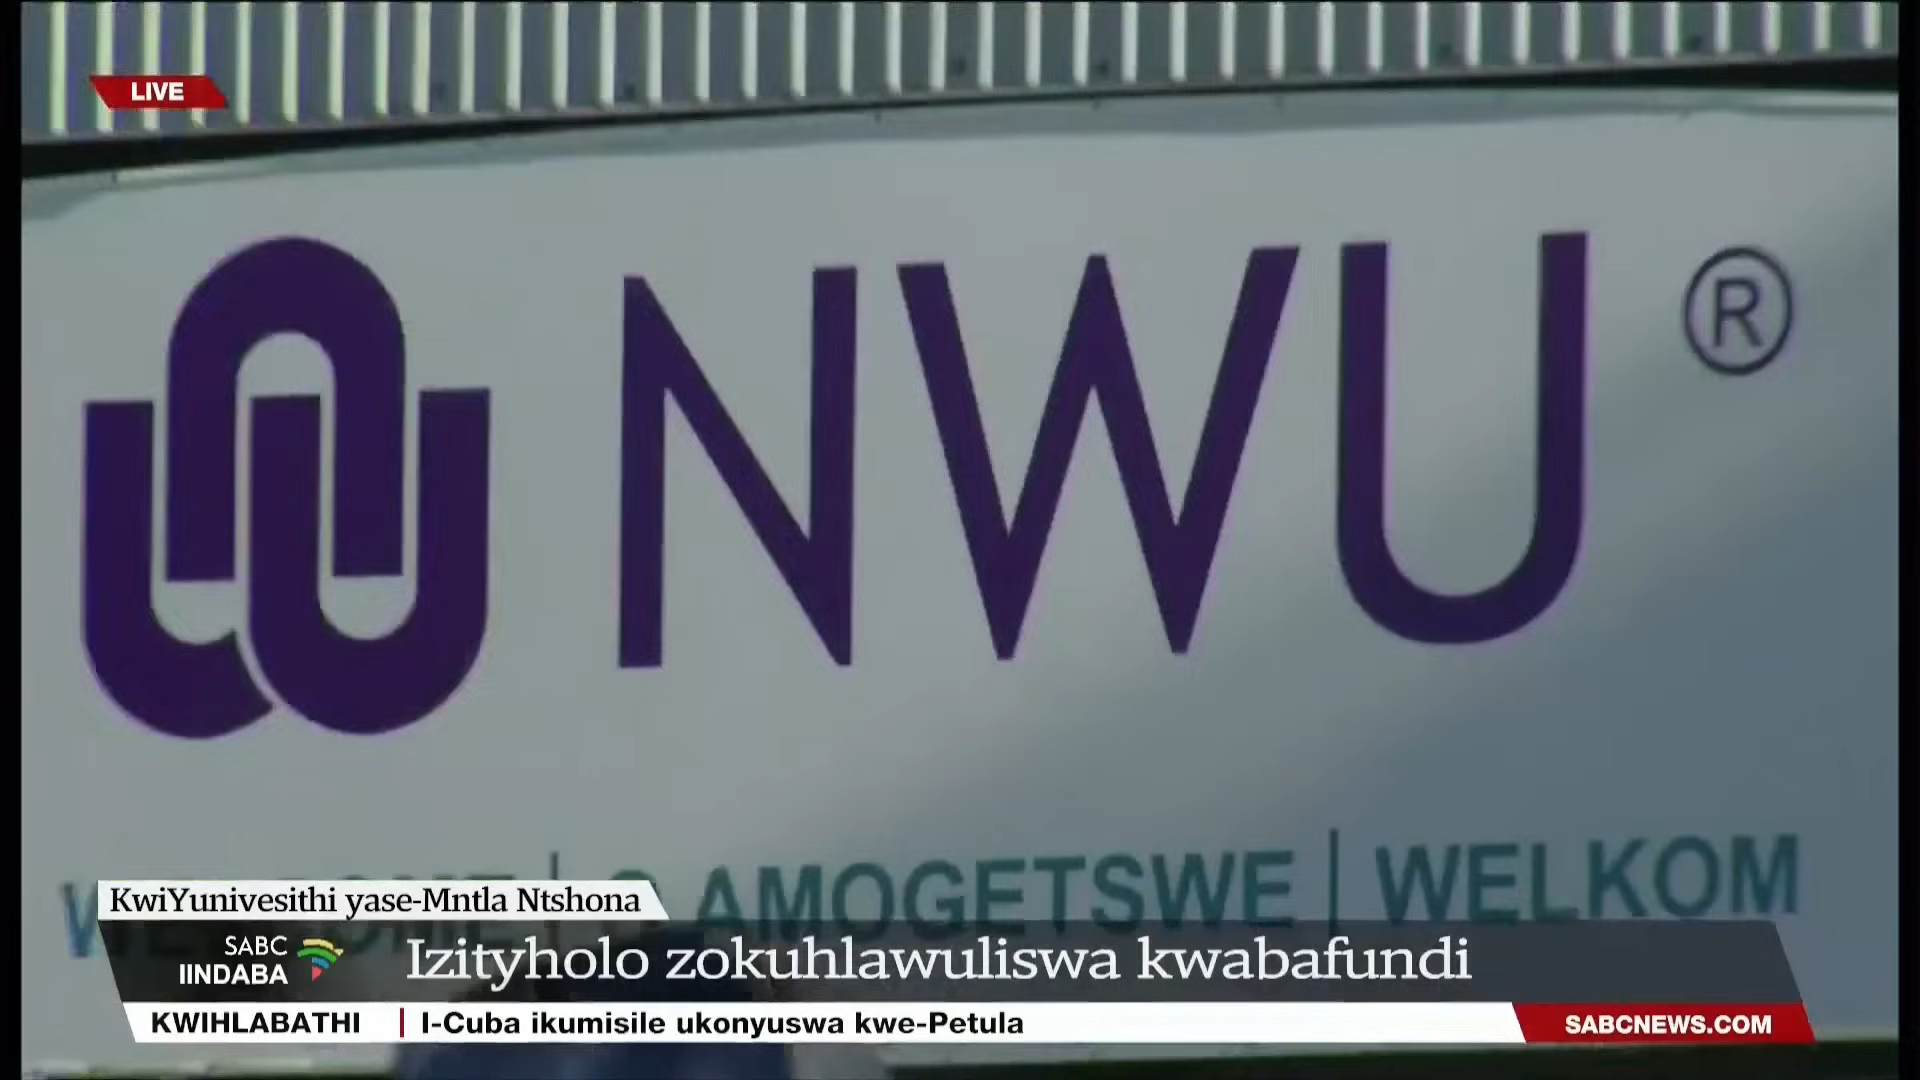 LIVE
NWU ®
AMOGETSWE | WELKOM
KwiYunivesithi yase-Mntla Ntshona
SABC
IINDABA
Izityholo zokuhlawuliswa kwabafundi
KWIHLABATHI | I-Cuba ikumisile ukonyuswa kwe-Petula
SABCNEWS.COM